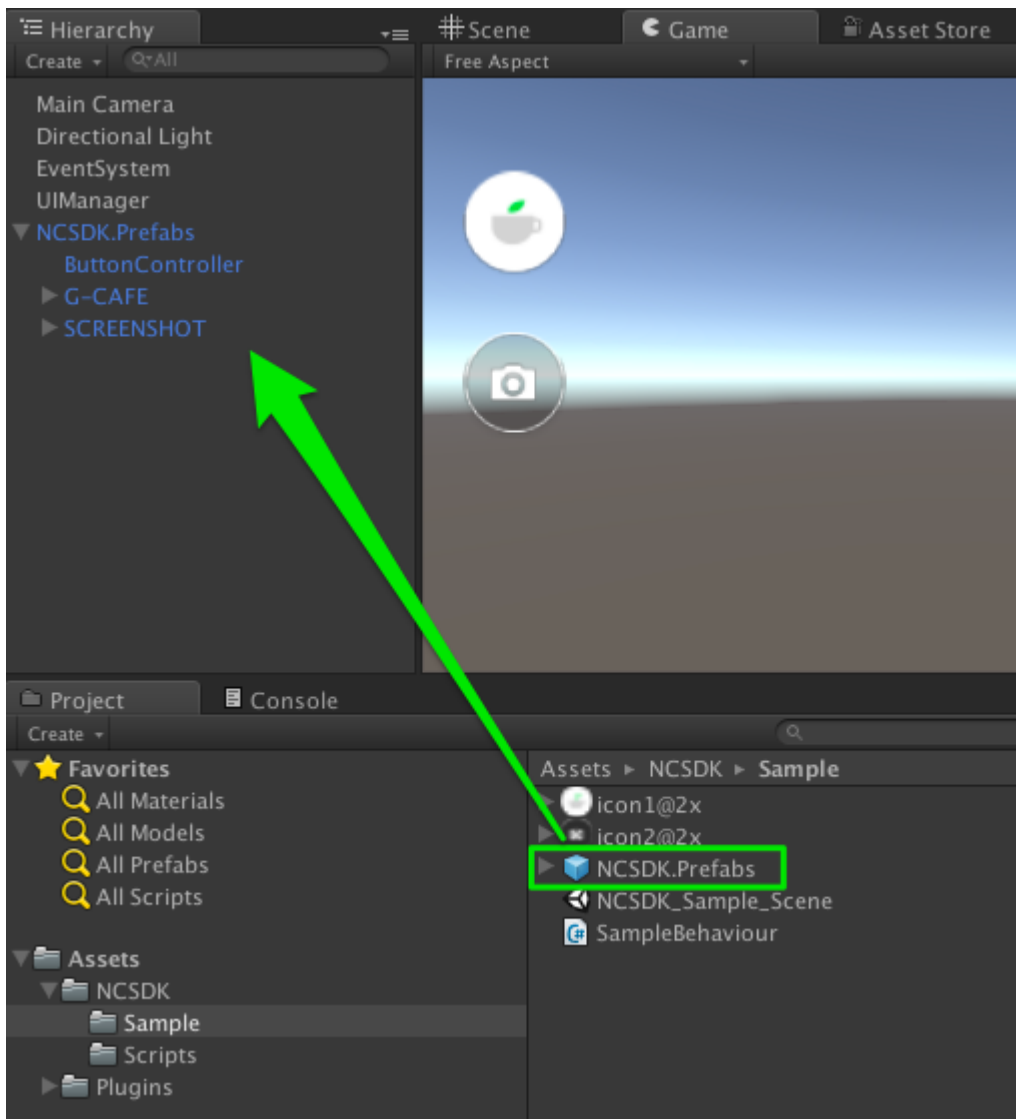 Hierarchy
Create
All
Main Camera
Directional Light
EventSystem
UIManager
NCSDK.Prefabs
ButtonController
G-CAFE
SCREENSHOT
Scene
Game
Asset Store
Free Aspect
Project
Console
Create
Favorites
All Materials
All Models
All Prefabs
All Scripts
Assets
NCSDK
Sample
Scripts
Plugins
Assets ▸ NCSDK ▸ Sample
icon1@2x
icon2@2x
NCSDK.Prefabs
NCSDK_Sample_Scene
SampleBehaviour